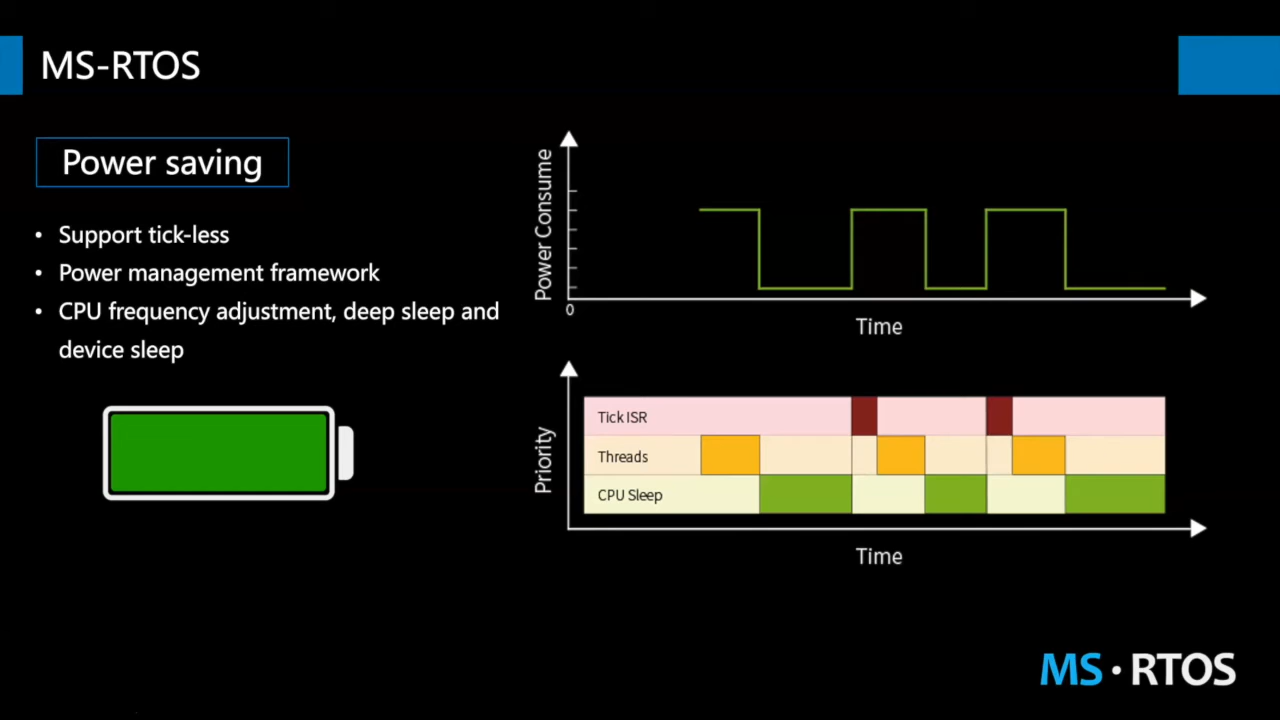 MS-RTOS
Power saving
• Support tick-less
• Power management framework
• CPU frequency adjustment, deep sleep and
device sleep
Power Consume
0
Time
Priority
Tick ISR
Threads
CPU Sleep
Time
MS·RTOS